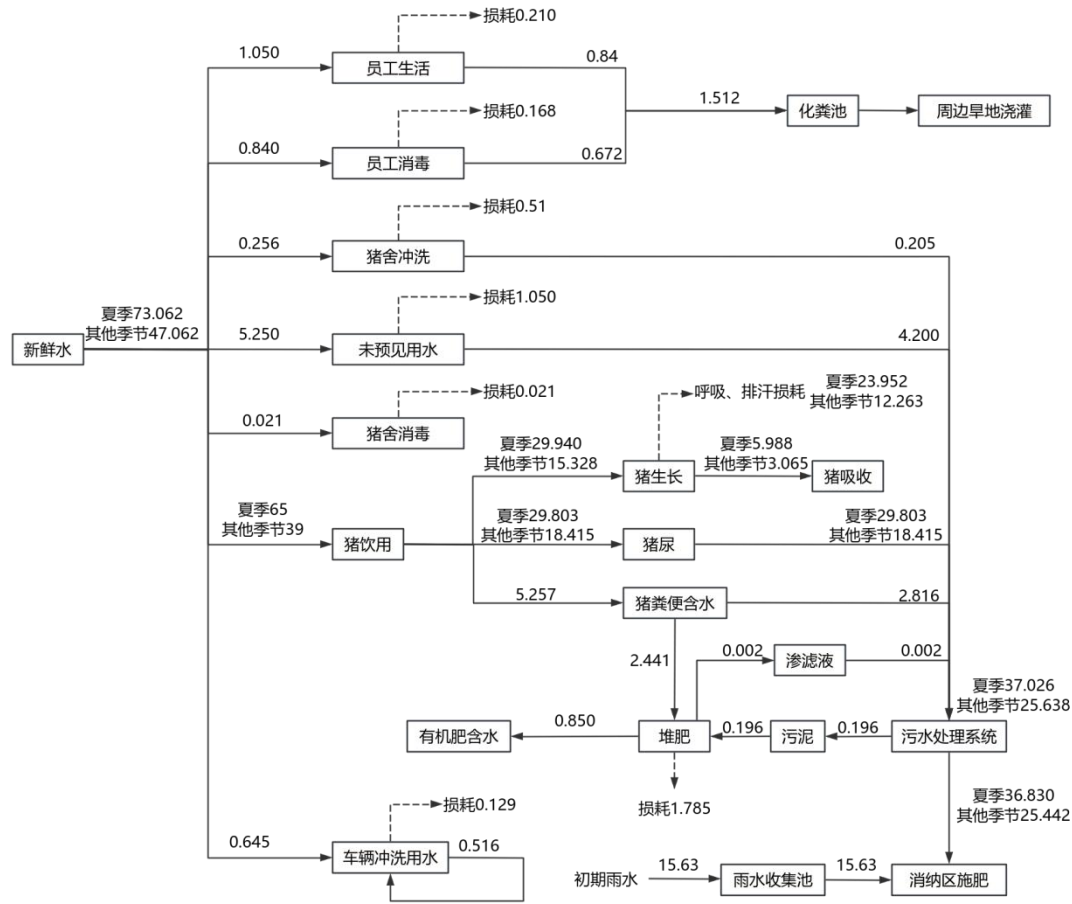 损耗0.210
1.050
员工生活
0.84
1.512
化粪池
周边旱地浇灌
损耗0.168
0.840
员工消毒
0.672
损耗0.51
0.256
猪舍冲洗
0.205
夏季73.062
其他季节47.062
新鲜水
损耗1.050
5.250
未预见用水
4.200
损耗0.021
0.021
猪舍消毒
呼吸、排汗损耗
夏季23.952
其他季节12.263
夏季29.940
其他季节15.328
猪生长
夏季5.988
其他季节3.065
猪吸收
夏季65
其他季节39
猪饮用
夏季29.803
其他季节18.415
猪尿
夏季29.803
其他季节18.415
5.257
猪粪便含水
2.816
2.441
0.002
渗滤液
0.002
夏季37.026
其他季节25.638
有机肥含水
0.850
堆肥
0.196
污泥
0.196
污水处理系统
损耗1.785
夏季36.830
其他季节25.442
损耗0.129
0.645
车辆冲洗用水
0.516
初期雨水
15.63
雨水收集池
15.63
消纳区施肥